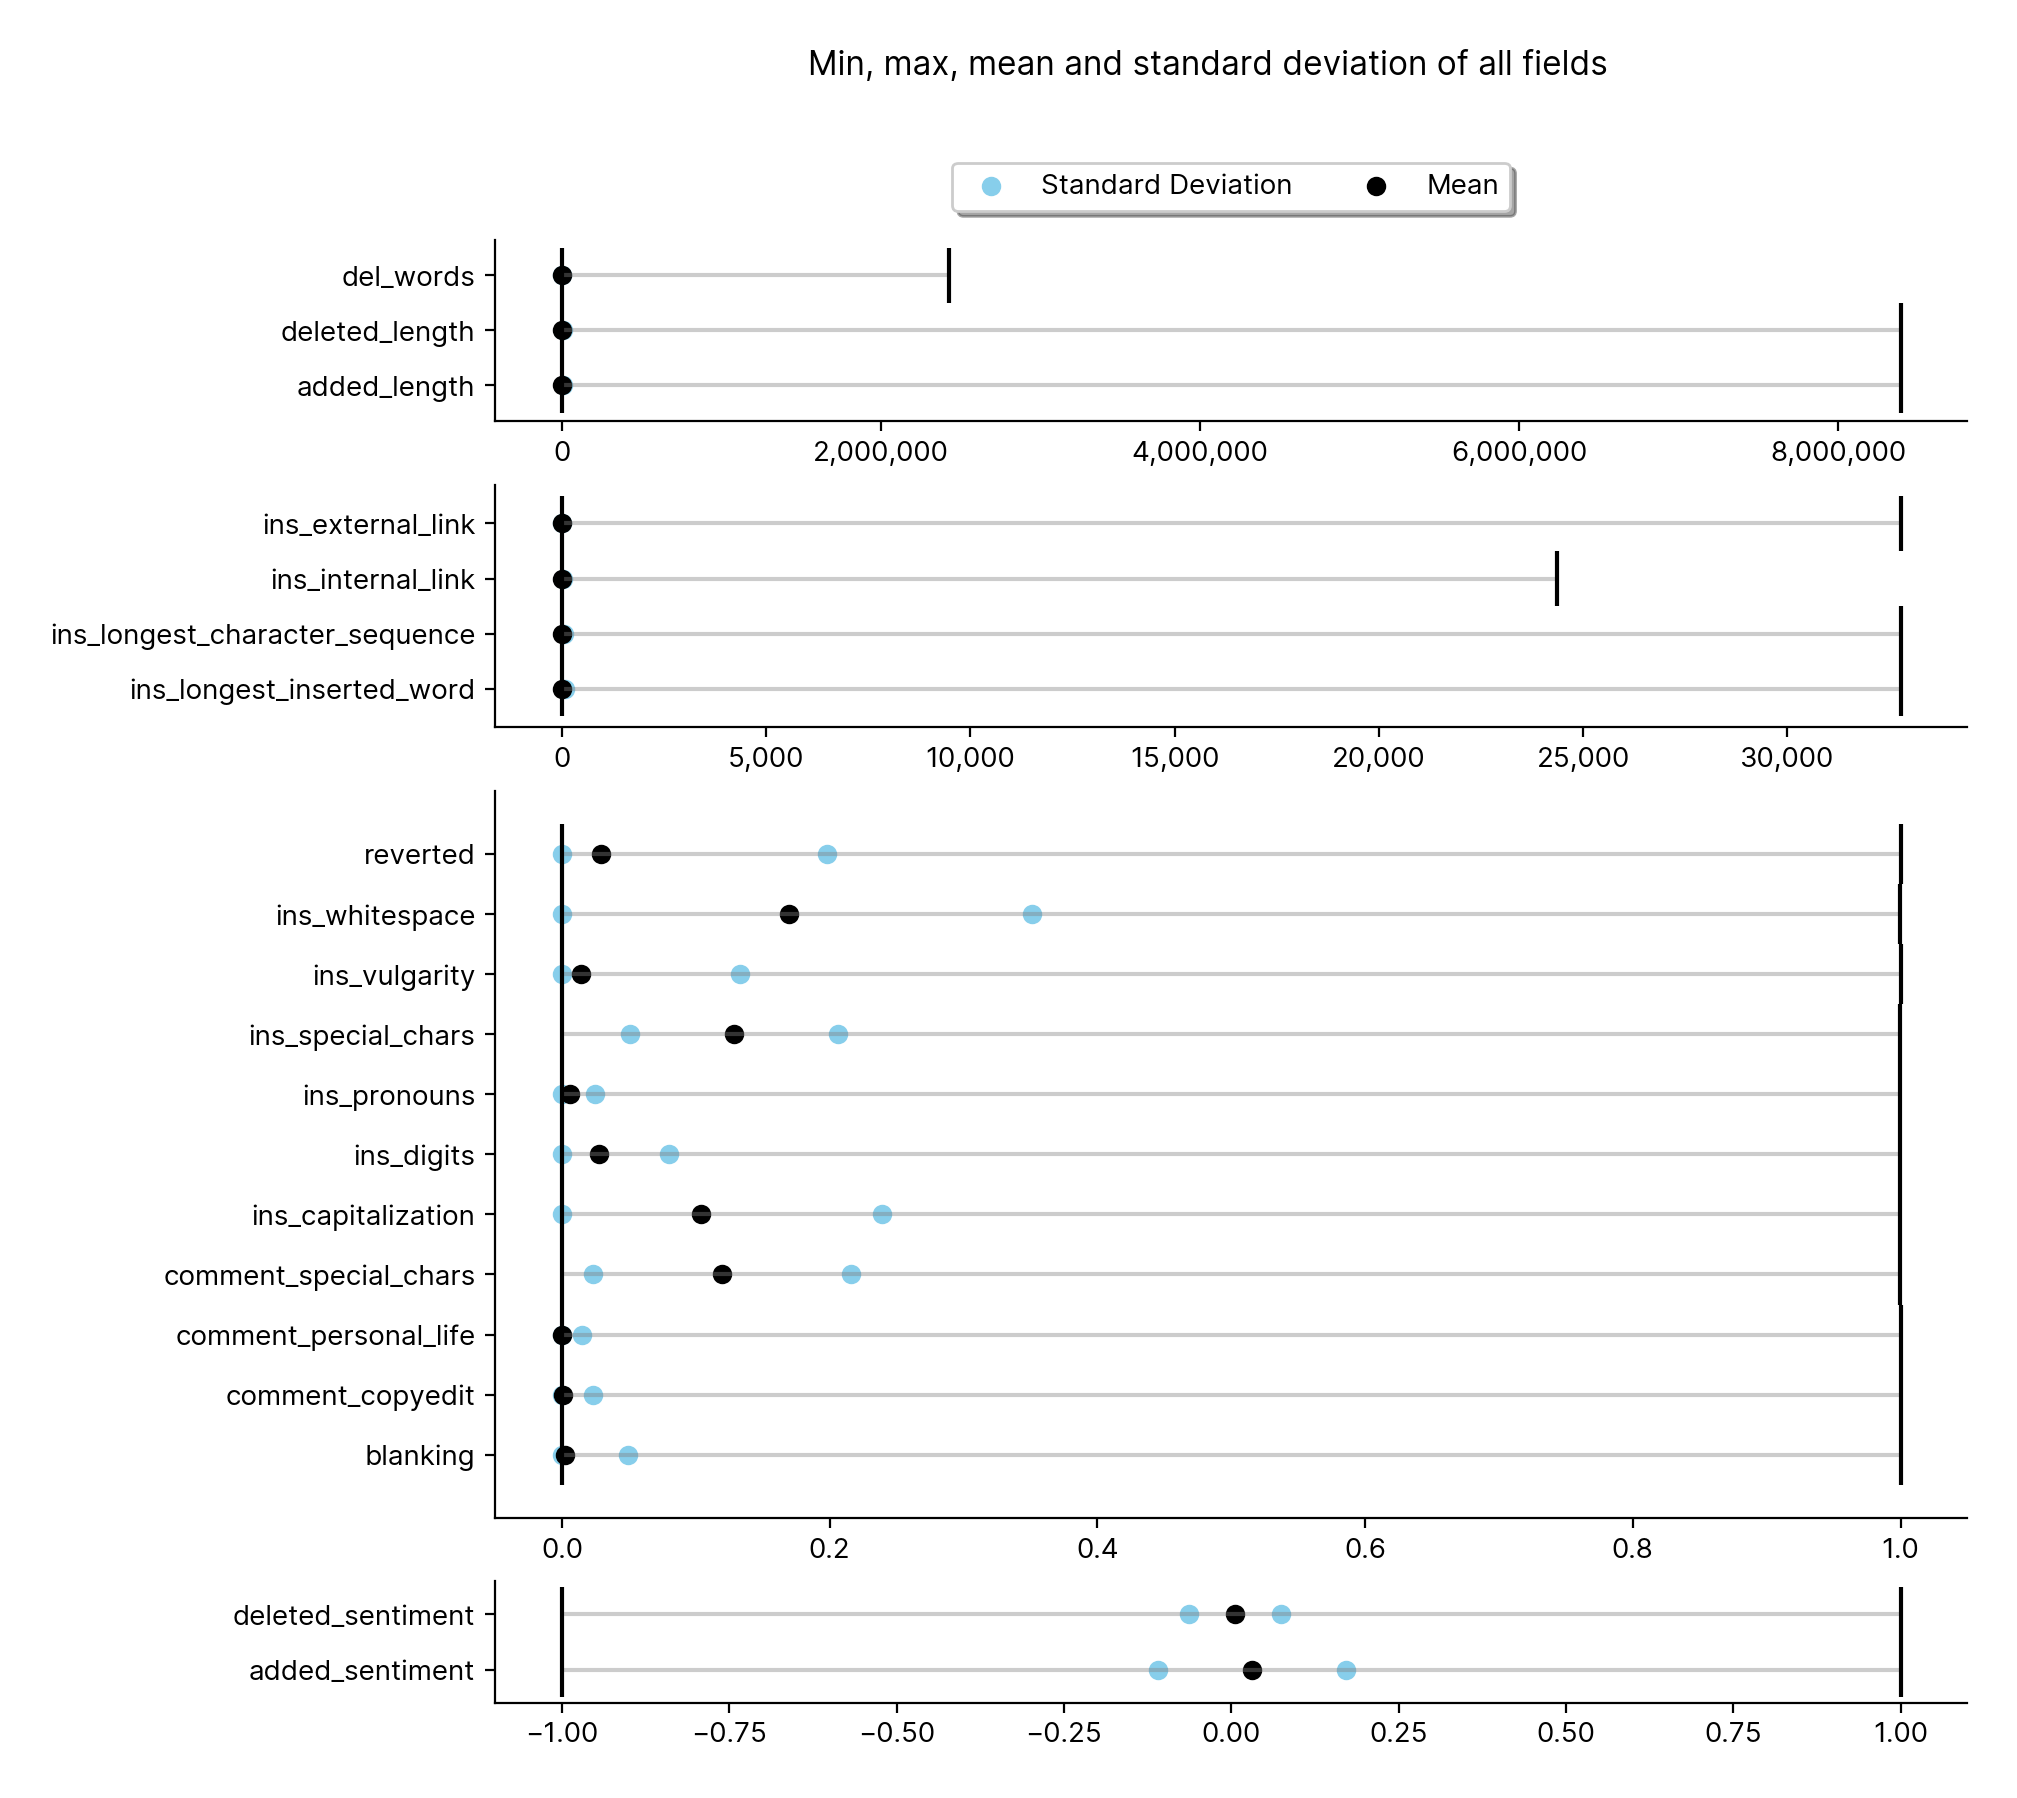 Min, max, mean and standard deviation of all fields
Standard Deviation Mean
del_words
deleted_length
added_length
0 2,000,000 4,000,000 6,000,000 8,000,000
ins_external_link
ins_internal_link
ins_longest_character_sequence
ins_longest_inserted_word
0 5,000 10,000 15,000 20,000 25,000 30,000
reverted
ins_whitespace
ins_vulgarity
ins_special_chars
ins_pronouns
ins_digits
ins_capitalization
comment_special_chars
comment_personal_life
comment_copyedit
blanking
0.0 0.2 0.4 0.6 0.8 1.0
deleted_sentiment
added_sentiment
−1.00 −0.75 −0.50 −0.25 0.00 0.25 0.50 0.75 1.00